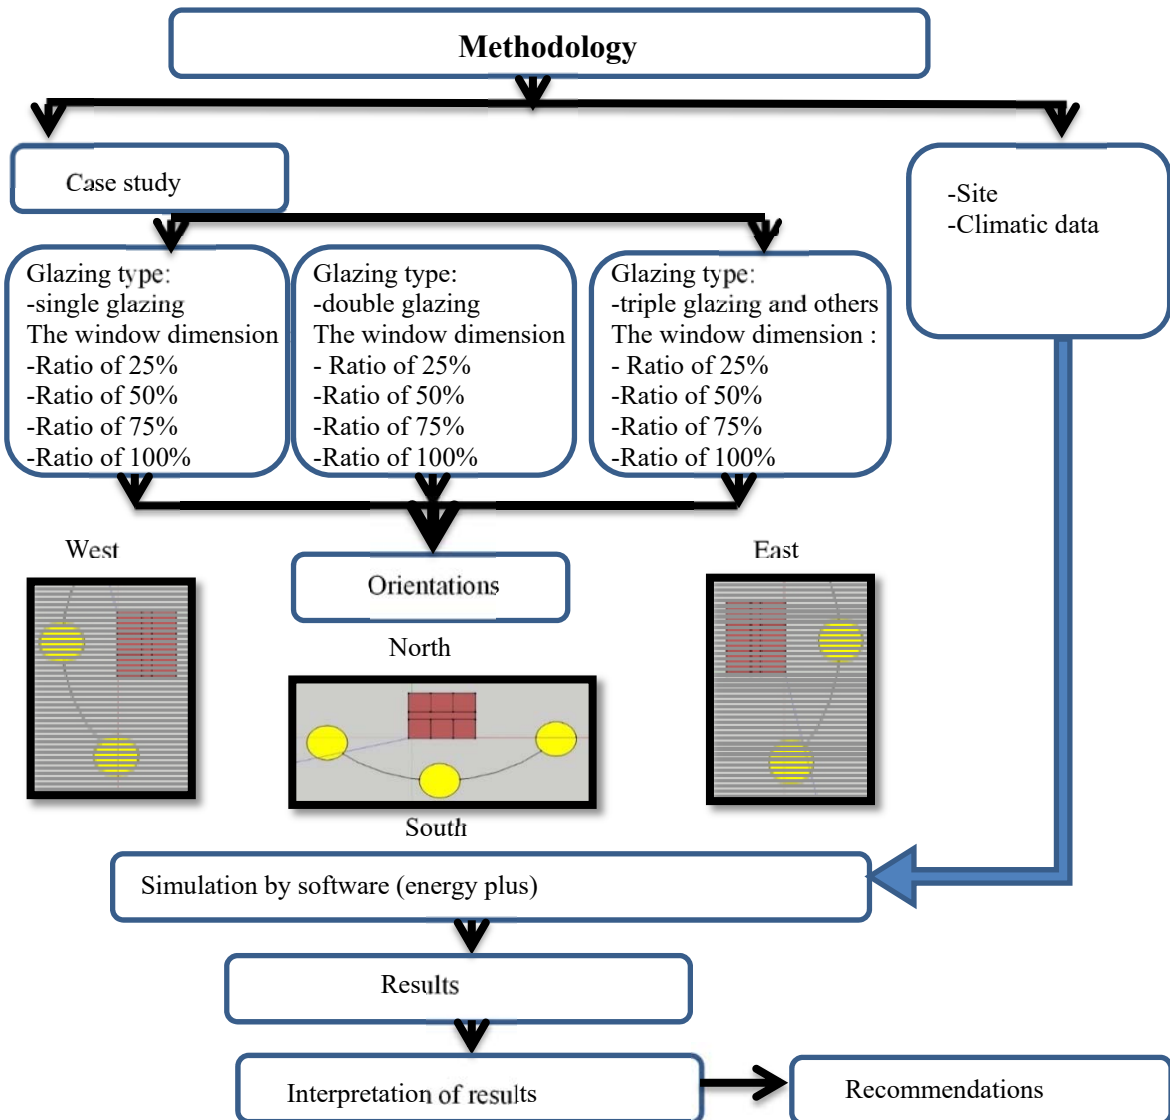 Methodology
Case study
-Site
-Climatic data
Glazing type:
-single glazing
The window dimension
-Ratio of 25%
-Ratio of 50%
-Ratio of 75%
-Ratio of 100%
Glazing type:
-double glazing
The window dimension
- Ratio of 25%
-Ratio of 50%
-Ratio of 75%
-Ratio of 100%
Glazing type:
-triple glazing and others
The window dimension :
- Ratio of 25%
-Ratio of 50%
-Ratio of 75%
-Ratio of 100%
West
East
Orientations
North
South
Simulation by software (energy plus)
Results
Interpretation of results
Recommendations